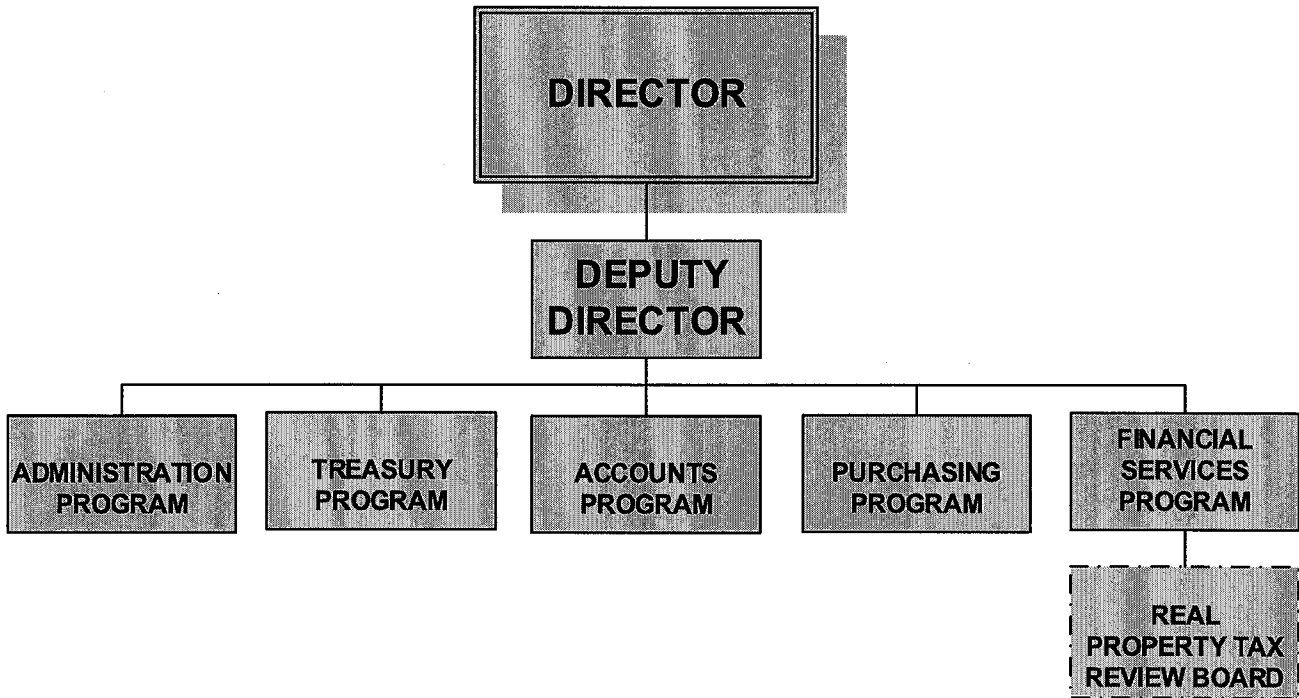 DIRECTOR
DEPUTY
DIRECTOR
ADMINISTRATION
PROGRAM
TREASURY
PROGRAM
ACCOUNTS
PROGRAM
PURCHASING
PROGRAM
FINANCIAL
SERVICES
PROGRAM
REAL
PROPERTY TAX
REVIEW BOARD